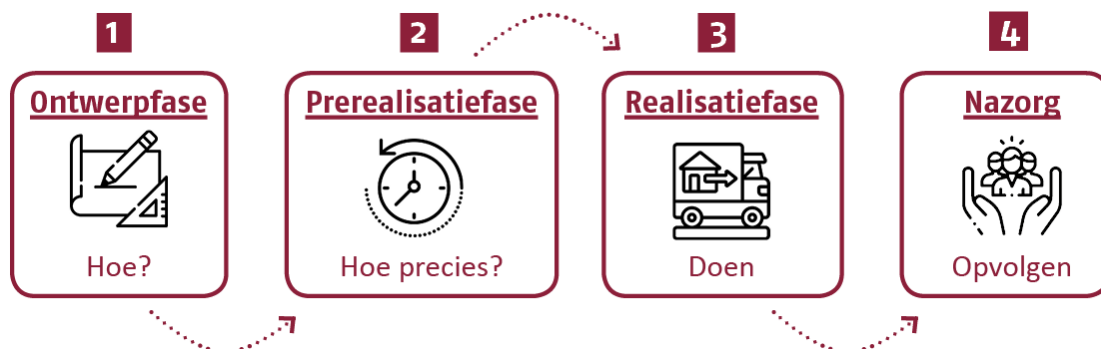 1
Ontwerpfase
Hoe?
2
Prerealisatiefase
Hoe precies?
3
Realisatiefase
Doen
4
Nazorg
Opvolgen